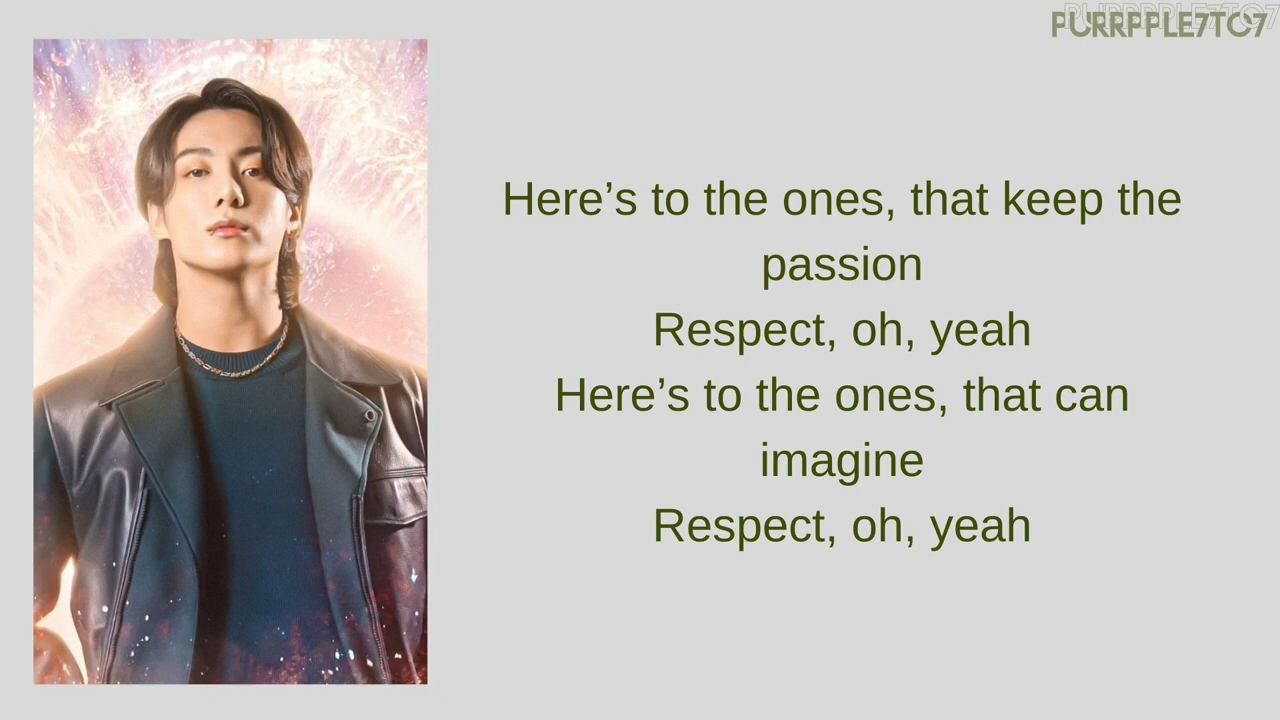 PURRPPLE7TO7
Here’s to the ones, that keep the
passion
Respect, oh, yeah
Here’s to the ones, that can
imagine
Respect, oh, yeah